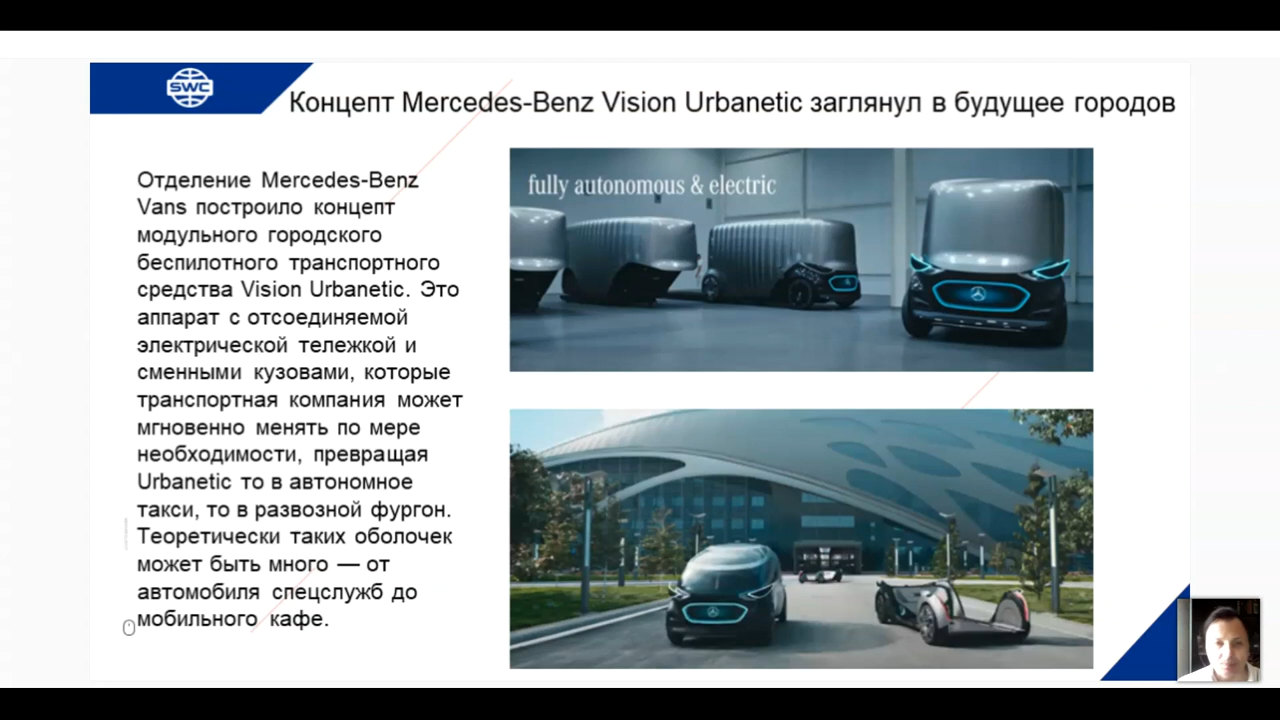 SWC
Концепт Mercedes-Benz Vision Urbanetic заглянул в будущее городов
Отделение Mercedes-Benz
Vans построило концепт
модульного городского
беспилотного транспортного
средства Vision Urbanetic. Это
аппарат с отсоединяемой
электрической тележкой и
сменными кузовами, которые
транспортная компания может
мгновенно менять по мере
необходимости, превращая
Urbanetic то в автономное
такси, то в развозной фургон.
Теоретически таких оболочек
может быть много — от
автомобиля спецслужб до
мобильного кафе.
fully autonomous & electric